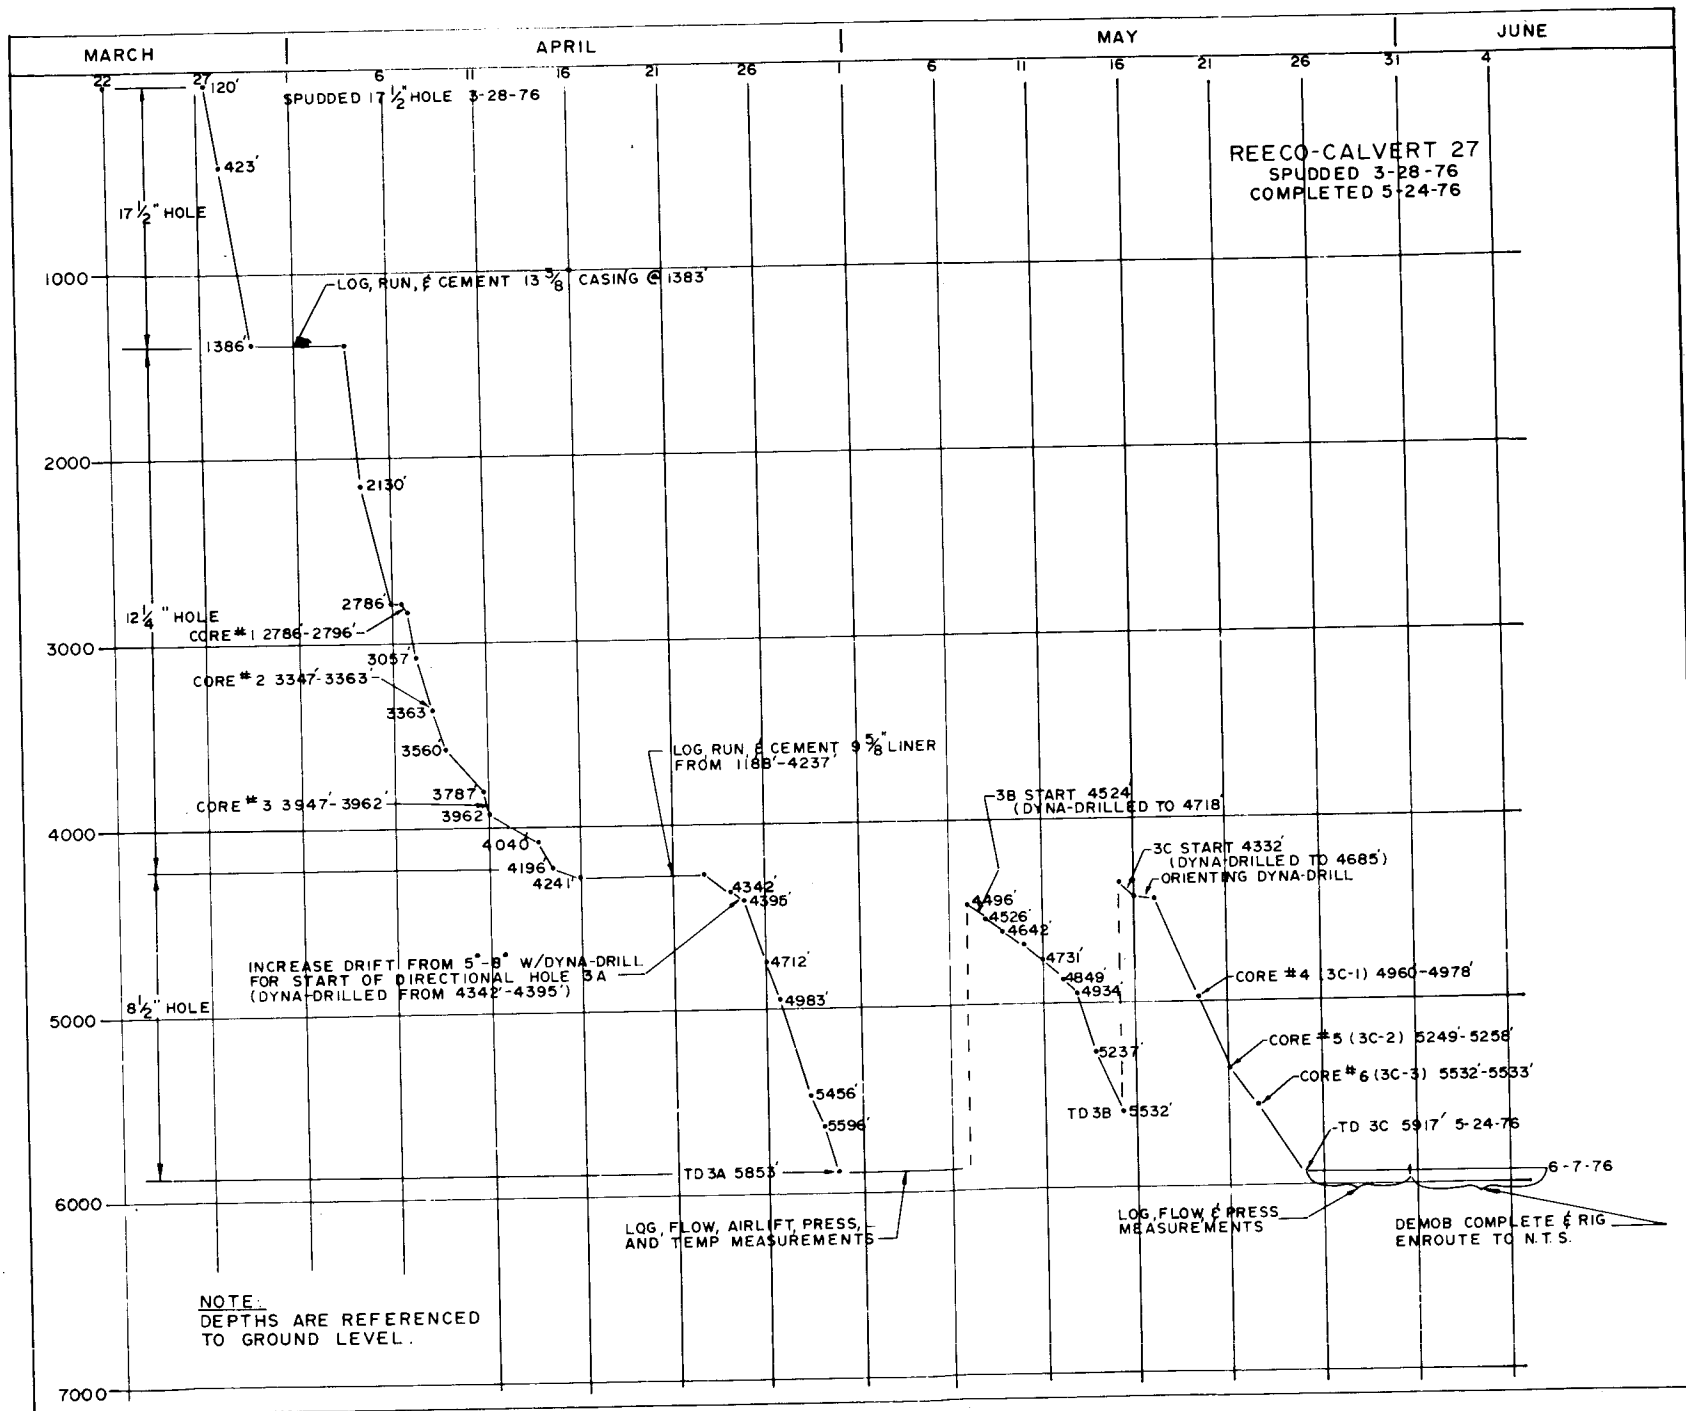 MARCH
APRIL
MAY
JUNE
22
27
6
11
16
21
26
1
6
11
16
21
26
31
4
120'
SPUDDED 17 1/2" HOLE 3-28-76
423'
REECO-CALVERT 27
SPUDDED 3-28-76
COMPLETED 5-24-76
17 1/2" HOLE
1000
LOG, RUN, & CEMENT 13 5/8 CASING @ 1383'
1386'
2000
2130'
2786'
12 1/4" HOLE
CORE #1 2786'-2796'
3000
3057'
CORE #2 3347'-3363'
3363'
3560'
LOG, RUN, & CEMENT 9 5/8" LINER
FROM 1188'-4237'
3787'
CORE #3 3947'-3962'
3962'
3B START 4524'
(DYNA-DRILLED TO 4718'
4000
4040'
4196'
4241'
3C START 4332'
(DYNA-DRILLED TO 4685')
ORIENTING DYNA-DRILL
4342'
4395'
4496'
4526'
4642'
4731'
4849'
4934'
INCREASE DRIFT FROM 5°-8° W/DYNA-DRILL
FOR START OF DIRECTIONAL HOLE 3A
(DYNA-DRILLED FROM 4342'-4395')
4712'
4983'
CORE #4 (3C-1) 4960'-4978'
8 1/2" HOLE
5000
5237'
CORE #5 (3C-2) 5249'-5258'
CORE #6 (3C-3) 5532'-5533'
5456'
5596'
TD 3B 5532'
TD 3C 5917' 5-24-76
TD 3A 5853'
6-7-76
6000
LOG, FLOW, AIRLIFT, PRESS,
AND TEMP MEASUREMENTS
LOG, FLOW, & PRESS
MEASUREMENTS
DEMOB COMPLETE & RIG
ENROUTE TO N.T.S.
NOTE:
DEPTHS ARE REFERENCED
TO GROUND LEVEL.
7000